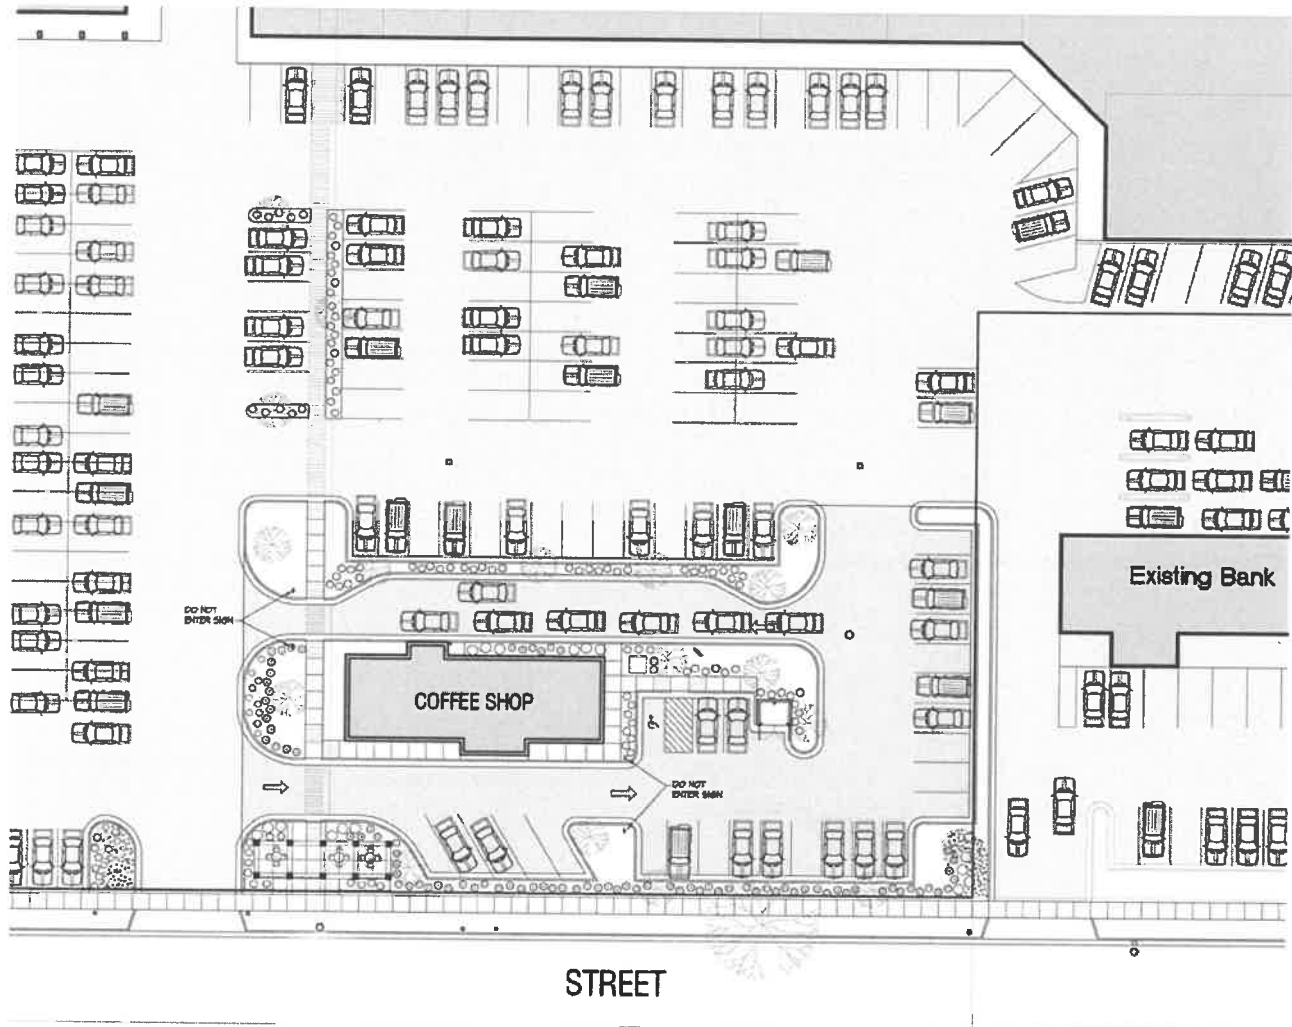 Existing Bank
DO NOT
ENTER SIGN
COFFEE SHOP
DO NOT
ENTER SIGN
STREET